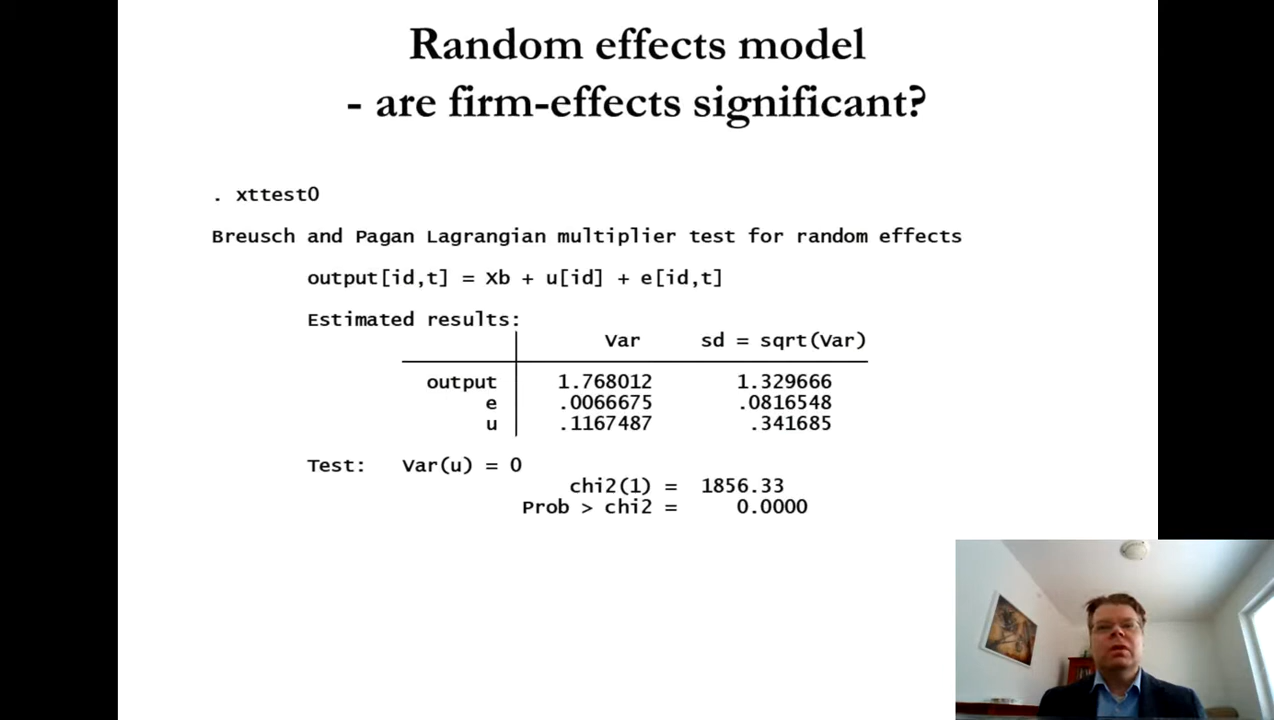 Random effects model
- are firm-effects significant?
. xttest0
Breusch and Pagan Lagrangian multiplier test for random effects
output[id,t] = Xb + u[id] + e[id,t]
Estimated results:
Var sd = sqrt(Var)
output 1.768012 1.329666
e .0066675 .0816548
u .1167487 .341685
Test: Var(u) = 0
chi2(1) = 1856.33
Prob > chi2 = 0.0000